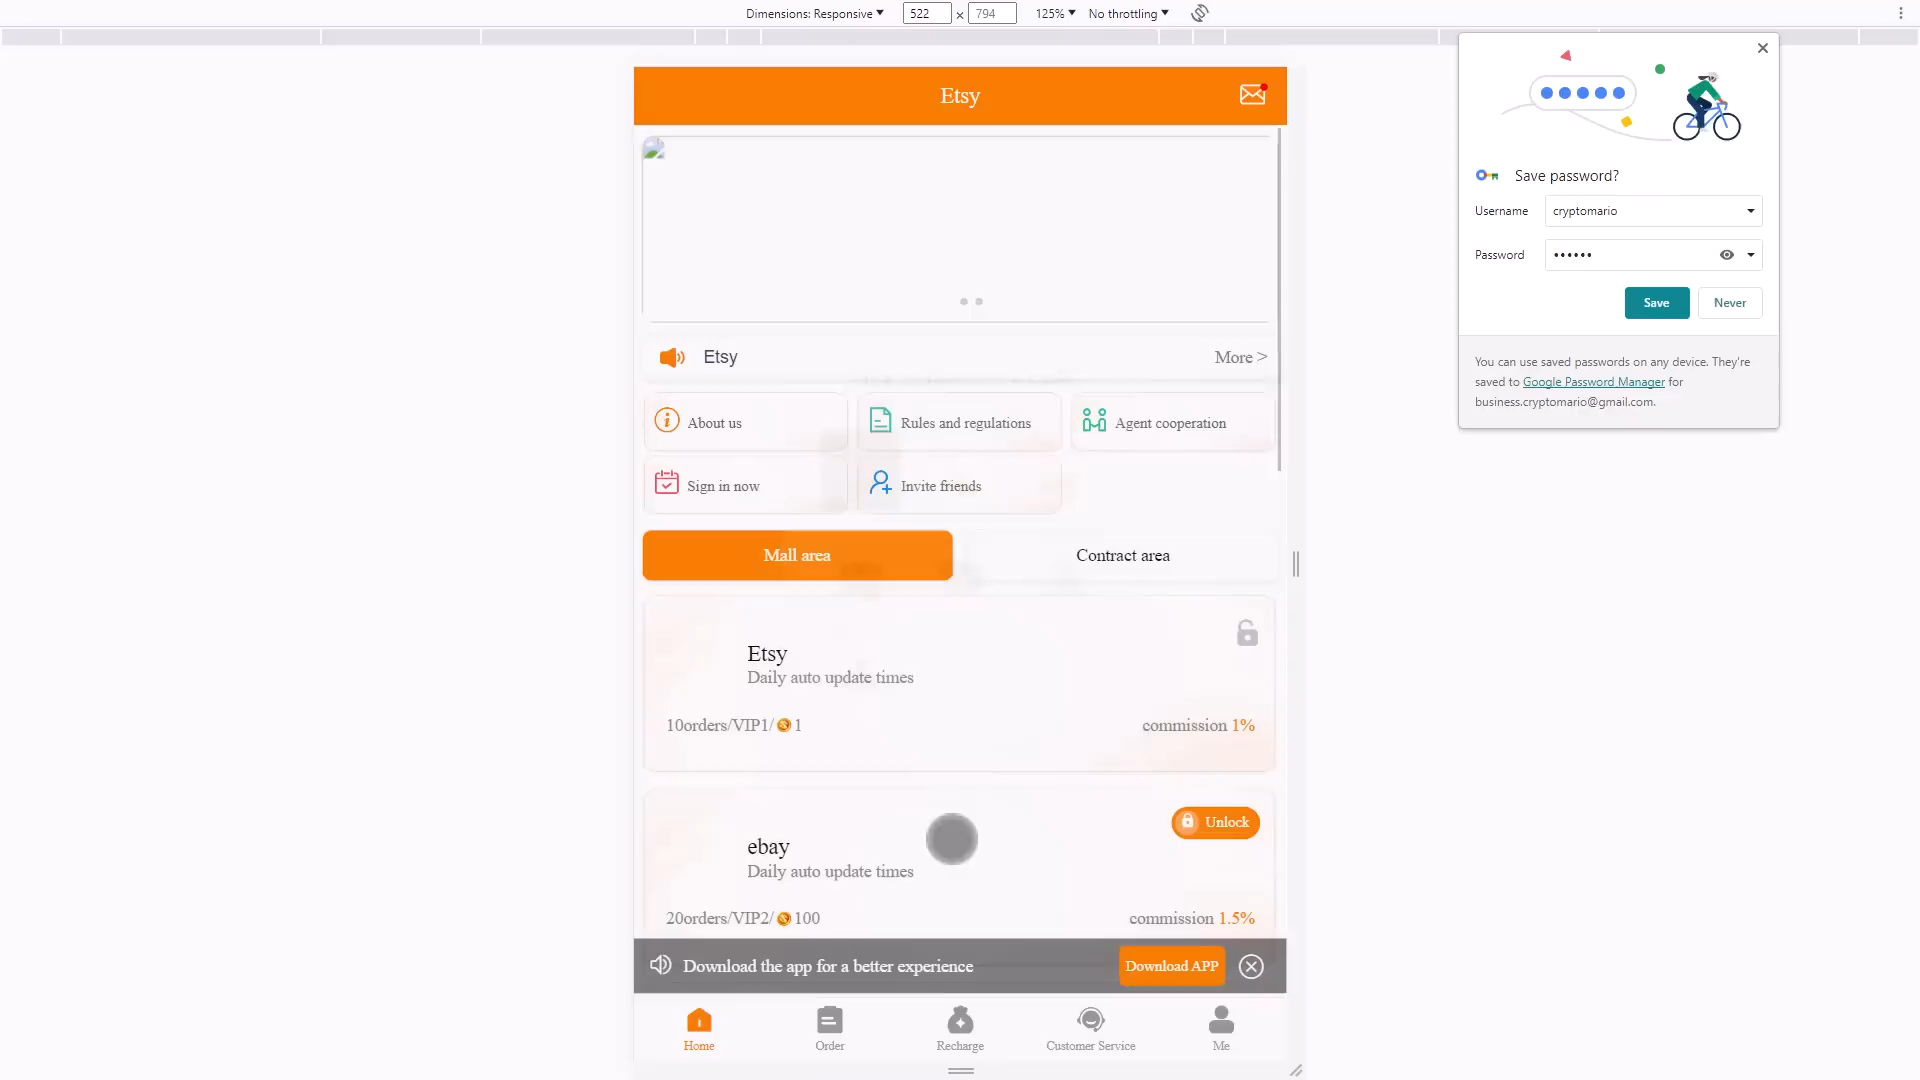 Dimensions: Responsive 522 x 794 125% No throttling
Etsy
Etsy More >
About us Rules and regulations Agent cooperation
Sign in now Invite friends
Mall area Contract area
Etsy
Daily auto update times
10orders/VIP1/ 1 commission 1%
Unlock
ebay
Daily auto update times
20orders/VIP2/ 100 commission 1.5%
Download the app for a better experience Download APP
Home Order Recharge Customer Service Me
Save password?
Username cryptomario
Password ••••••
Save Never
You can use saved passwords on any device. They're
saved to Google Password Manager for
business.cryptomario@gmail.com.